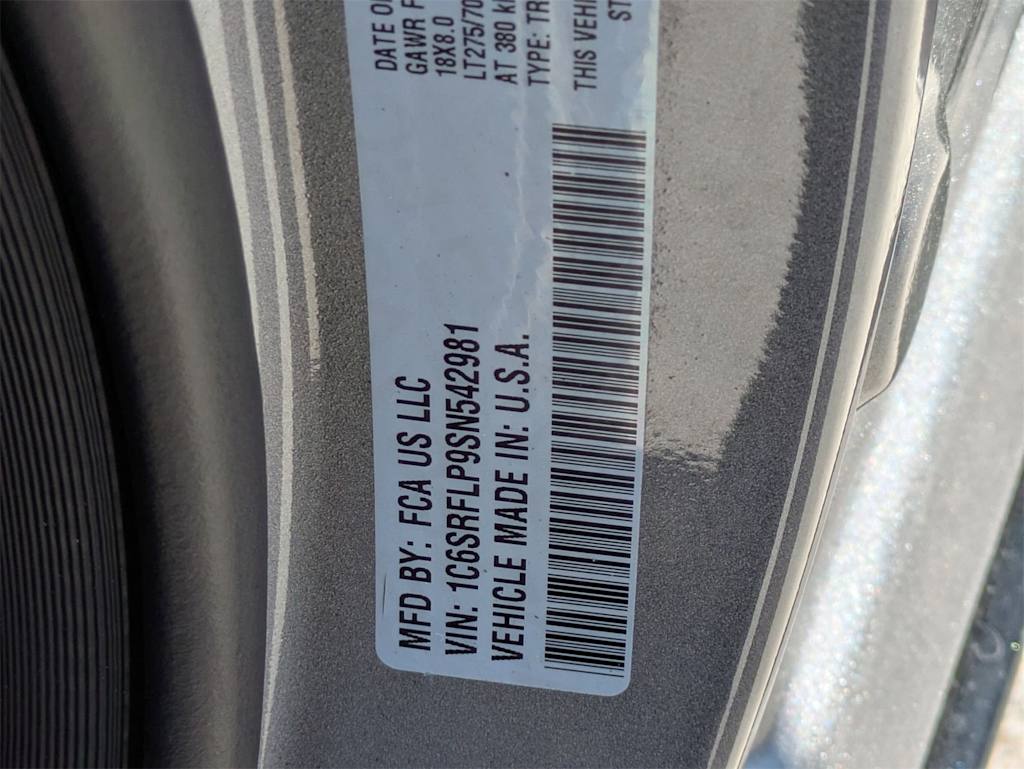 MFD BY: FCA US LLC
DATE O
GAWR F
VIN: 1C6SRFLP9SN542981
18X8.0
LT275/70
VEHICLE MADE IN: U.S.A.
AT 380 k
TYPE: TR
THIS VEHI
ST